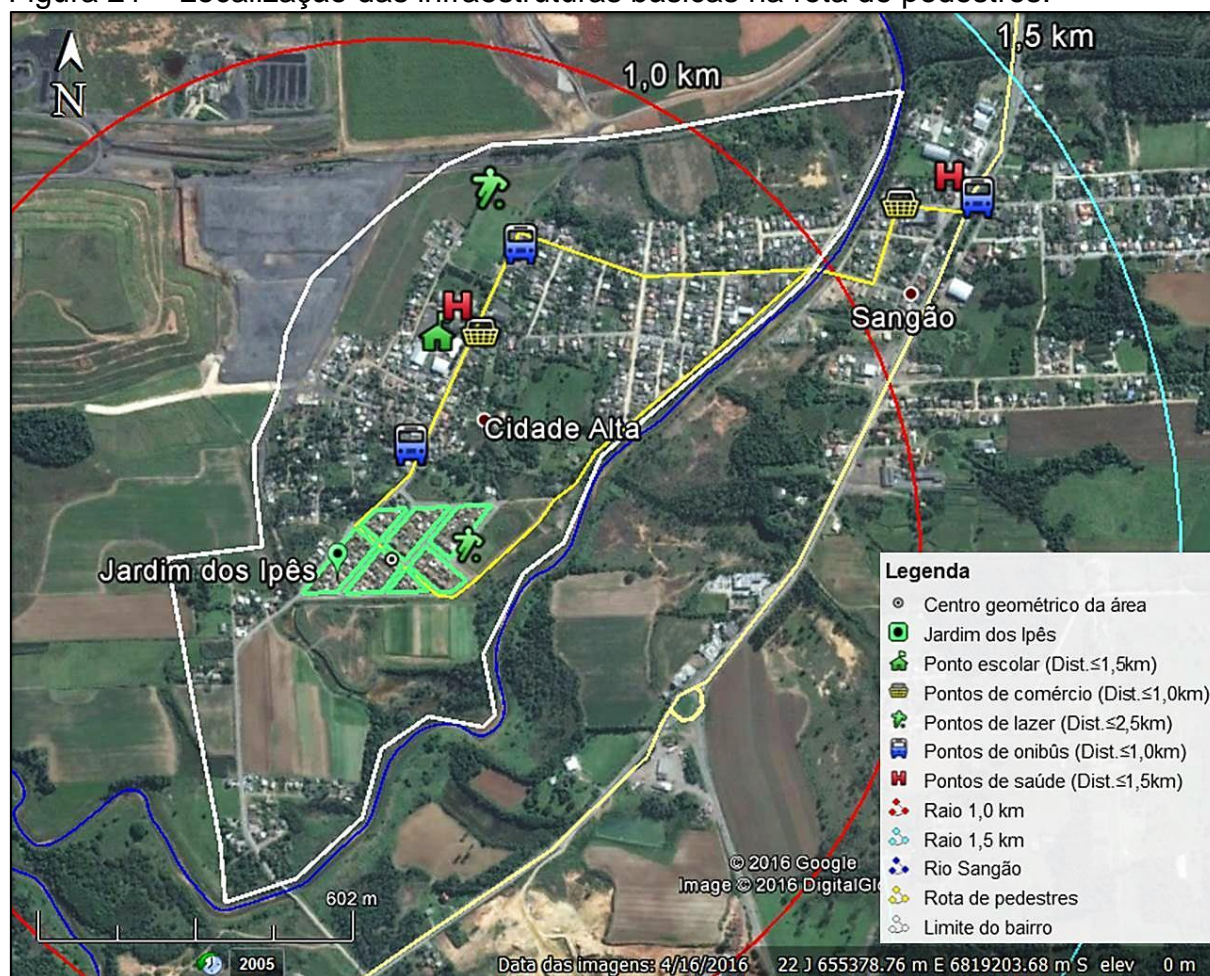 Figura 21 – Localização das infraestruturas básicas na rota de pedestres.
N
1,0 km
1,5 km
Sangão
Cidade Alta
Jardim dos Ipês
Legenda
Centro geométrico da área
Jardim dos Ipês
Ponto escolar (Dist.≤1,5km)
Pontos de comércio (Dist.≤1,0km)
Pontos de lazer (Dist.≤2,5km)
Pontos de onibûs (Dist.≤1,0km)
Pontos de saúde (Dist.≤1,5km)
Raio 1,0 km
Raio 1,5 km
Rio Sangão
Rota de pedestres
Limite do bairro
© 2016 Google
Image © 2016 DigitalGlo
602 m
2005
Data das imagens: 4/16/2016 22 J 655378.76 m E 6819203.68 m S elev 0 m